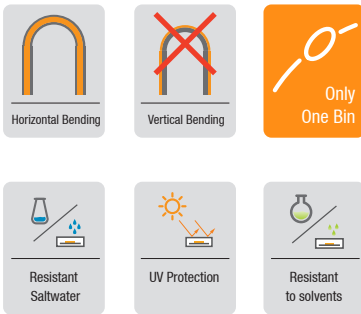 Horizontal Bending
Vertical Bending
Only
One Bin
Resistant
Saltwater
UV Protection
Resistant
to solvents